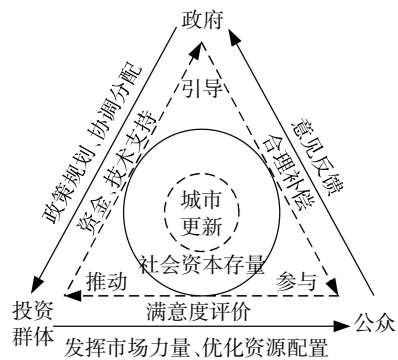 政府
引导
政策规划、协调分配
资金、技术支持
合理补偿
意见反馈
城市
更新
社会资本存量
推动
参与
投资
群体
满意度评价
公众
发挥市场力量、优化资源配置